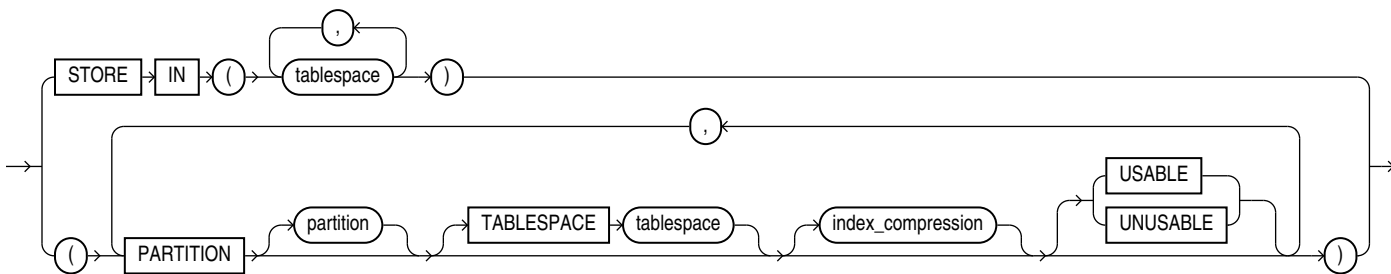 ,
STORE IN ( tablespace )
,
USABLE
partition TABLESPACE tablespace index_compression UNUSABLE
( PARTITION )